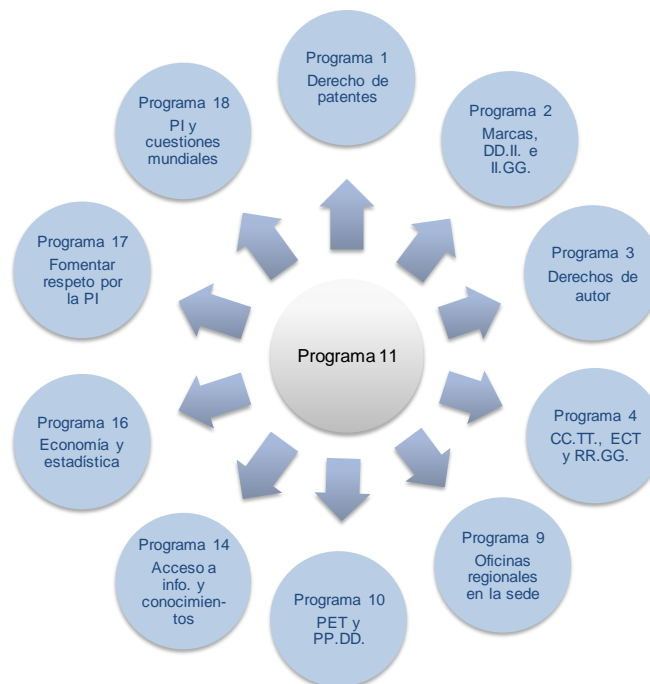 Programa 1
Derecho de
patentes
Programa 2
Marcas,
DD.II. e
II.GG.
Programa 3
Derechos de
autor
Programa 4
CC.TT., ECT
y RR.GG.
Programa 9
Oficinas
regionales
en la sede
Programa 10
PET y
PP.DD.
Programa 14
Acceso a
info. y
conocimien-
tos
Programa 16
Economía y
estadística
Programa 17
Fomentar
respeto por
la PI
Programa 18
PI y
cuestiones
mundiales
Programa 11